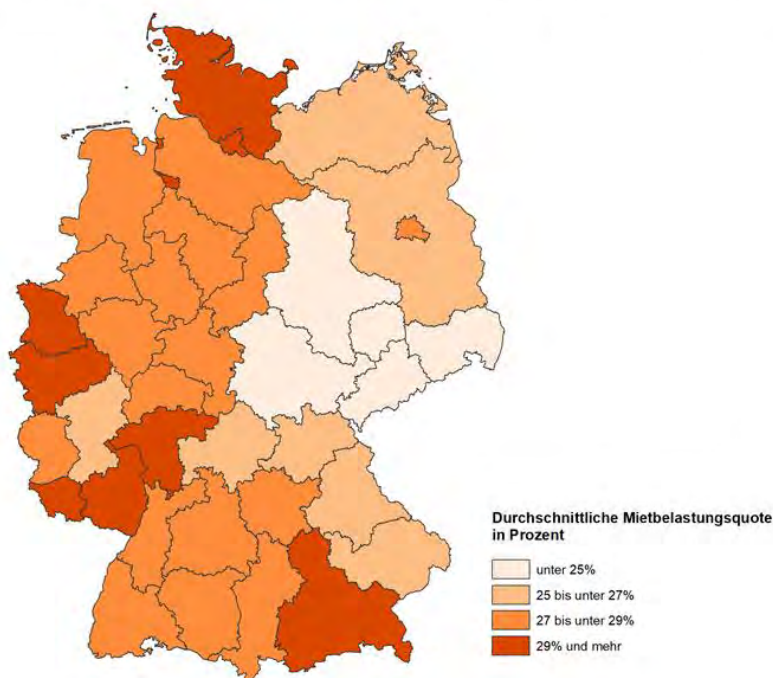 Durchschnittliche Mietbelastungsquote
in Prozent
unter 25%
25 bis unter 27%
27 bis unter 29%
29% und mehr